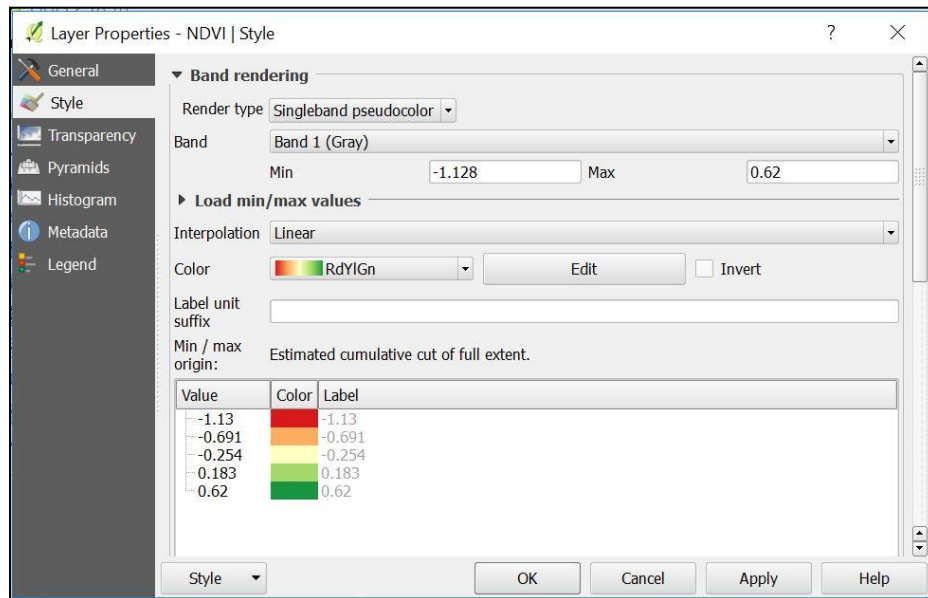 Layer Properties - NDVI | Style ?
General
Style
Transparency
Pyramids
Histogram
Metadata
Legend
Band rendering
Render type Singleband pseudocolor
Band Band 1 (Gray)
Min -1.128 Max 0.62
Load min/max values
Interpolation Linear
Color RdYlGn Edit Invert
Label unit
suffix
Min / max
origin: Estimated cumulative cut of full extent.
Value Color Label
-1.13 -1.13
-0.691 -0.691
-0.254 -0.254
0.183 0.183
0.62 0.62
Style OK Cancel Apply Help